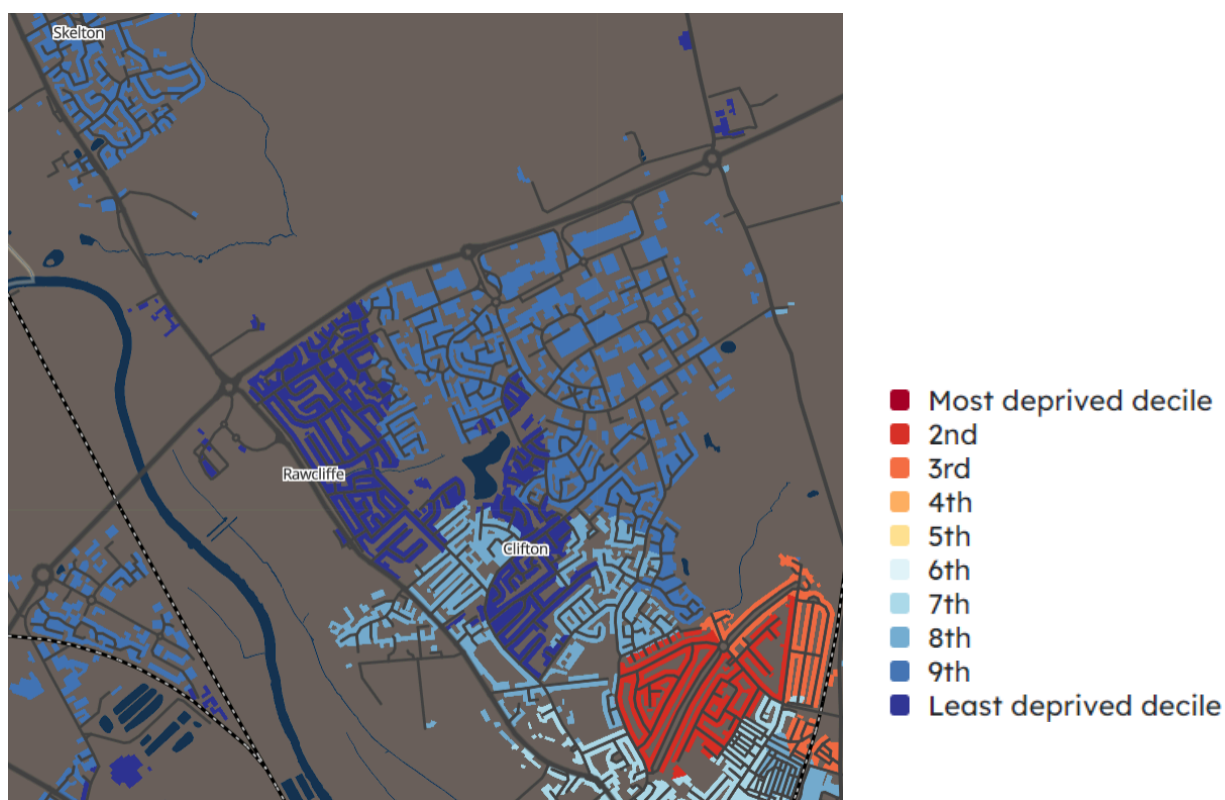 Skelton
Rawcliffe
Clifton
Most deprived decile
2nd
3rd
4th
5th
6th
7th
8th
9th
Least deprived decile